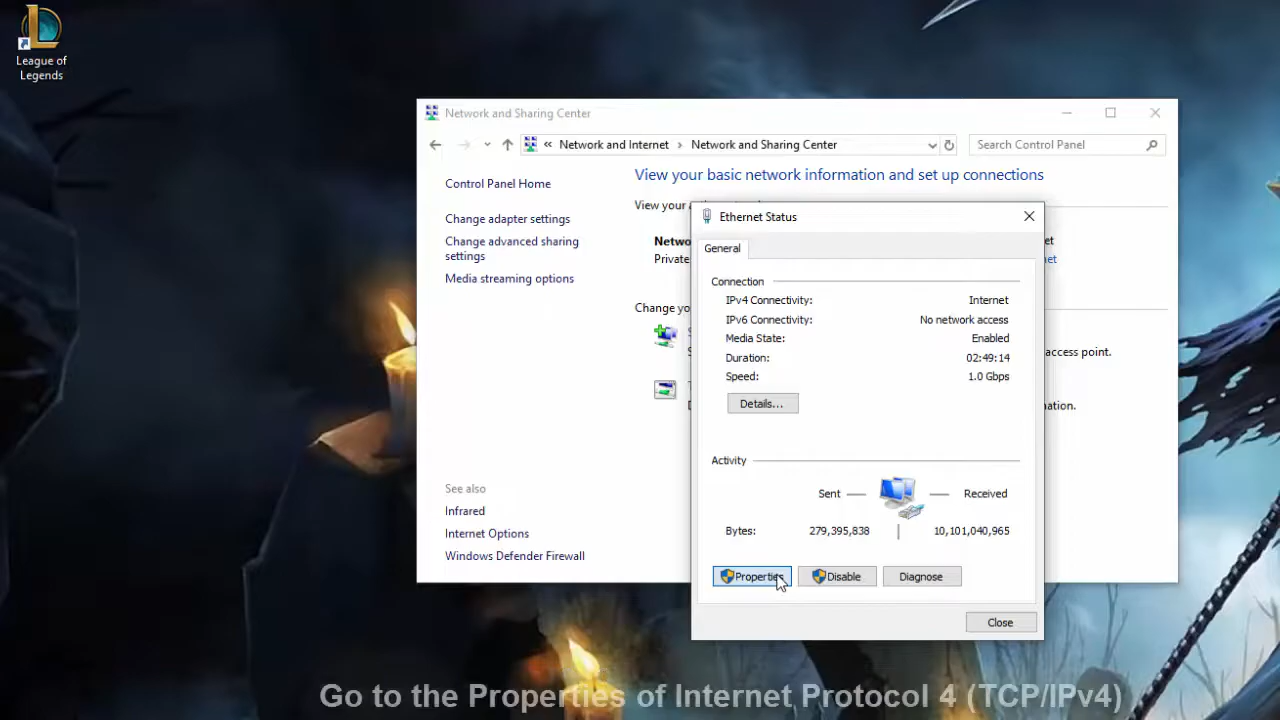 League of
Legends
Network and Sharing Center
« Network and Internet › Network and Sharing Center
Search Control Panel
Control Panel Home
Change adapter settings
Change advanced sharing
settings
Media streaming options
See also
Infrared
Internet Options
Windows Defender Firewall
View your basic network information and set up connections
View your
Private
Change
access point.
Ethernet Status
General
Connection
IPv4 Connectivity: Internet
IPv6 Connectivity: No network access
Media State: Enabled
Duration: 02:49:14
Speed: 1.0 Gbps
Details...
Activity
Sent — — Received
Bytes: 279,395,838 | 10,101,040,965
Properties
Disable
Diagnose
Close
Go to the Properties of Internet Protocol 4 (TCP/IPv4)